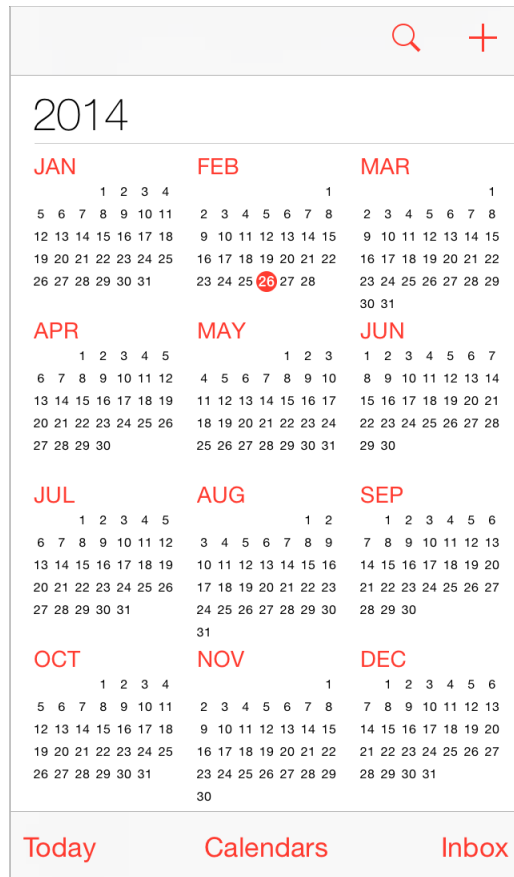 2014
JAN FEB MAR
1 2 3 4 1 1
5 6 7 8 9 10 11 2 3 4 5 6 7 8 2 3 4 5 6 7 8
12 13 14 15 16 17 18 9 10 11 12 13 14 15 9 10 11 12 13 14 15
19 20 21 22 23 24 25 16 17 18 19 20 21 22 16 17 18 19 20 21 22
26 27 28 29 30 31 23 24 25 26 27 28 23 24 25 26 27 28 29
30 31
APR MAY JUN
1 2 3 4 5 1 2 3 1 2 3 4 5 6 7
6 7 8 9 10 11 12 4 5 6 7 8 9 10 8 9 10 11 12 13 14
13 14 15 16 17 18 19 11 12 13 14 15 16 17 15 16 17 18 19 20 21
20 21 22 23 24 25 26 18 19 20 21 22 23 24 22 23 24 25 26 27 28
27 28 29 30 25 26 27 28 29 30 31 29 30
JUL AUG SEP
1 2 3 4 5 1 2 1 2 3 4 5 6
6 7 8 9 10 11 12 3 4 5 6 7 8 9 7 8 9 10 11 12 13
13 14 15 16 17 18 19 10 11 12 13 14 15 16 14 15 16 17 18 19 20
20 21 22 23 24 25 26 17 18 19 20 21 22 23 21 22 23 24 25 26 27
27 28 29 30 31 24 25 26 27 28 29 30 28 29 30
31
OCT NOV DEC
1 2 3 4 1 1 2 3 4 5 6
5 6 7 8 9 10 11 2 3 4 5 6 7 8 7 8 9 10 11 12 13
12 13 14 15 16 17 18 9 10 11 12 13 14 15 14 15 16 17 18 19 20
19 20 21 22 23 24 25 16 17 18 19 20 21 22 21 22 23 24 25 26 27
26 27 28 29 30 31 23 24 25 26 27 28 29 28 29 30 31
30
Today Calendars Inbox